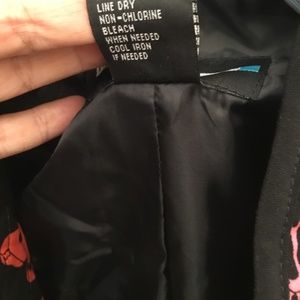 LINE DRY
NON-CHLORINE
BLEACH
WHEN NEEDED
COOL IRON
IF NEEDED